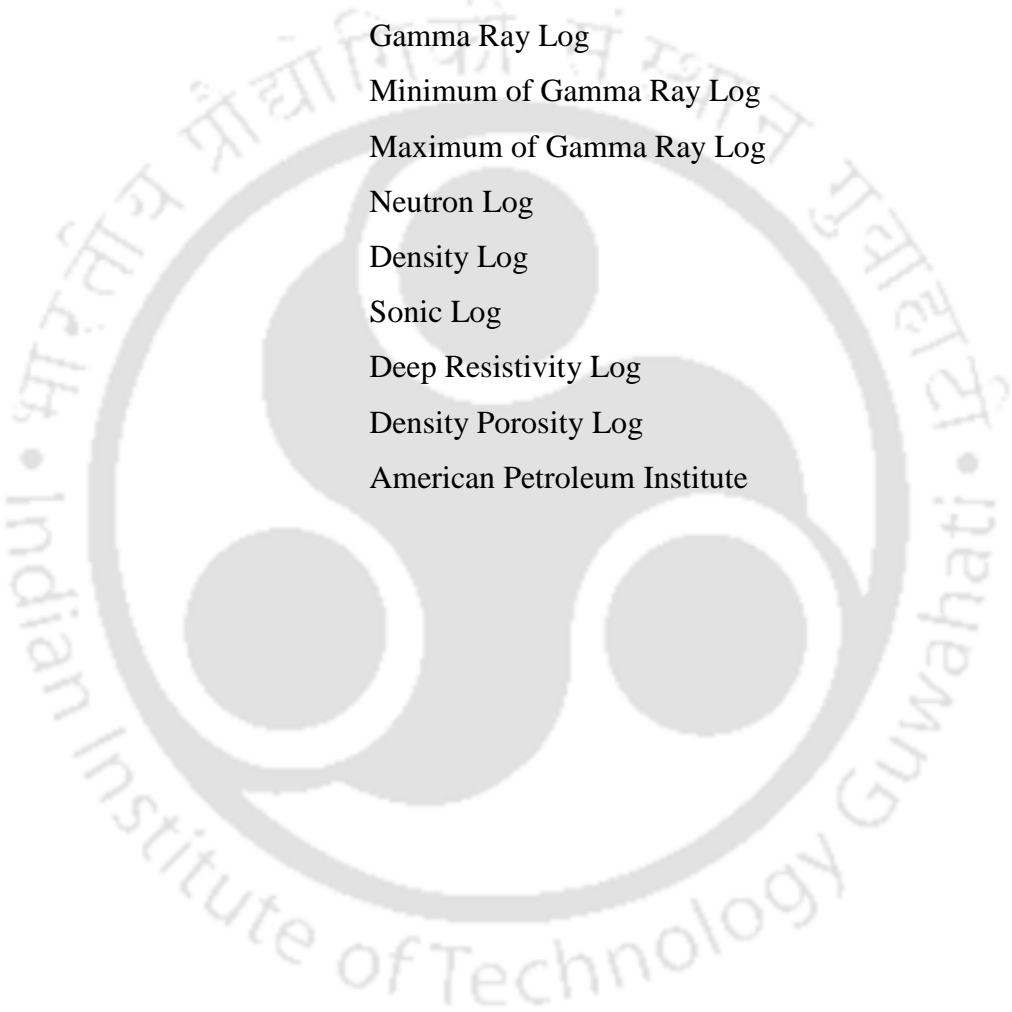 Gamma Ray Log
Minimum of Gamma Ray Log
Maximum of Gamma Ray Log
Neutron Log
Density Log
Sonic Log
Deep Resistivity Log
Density Porosity Log
American Petroleum Institute
भारतीय प्रौद्योगिकी संस्थान गुवाहाटी
Indian Institute of Technology Guwahati